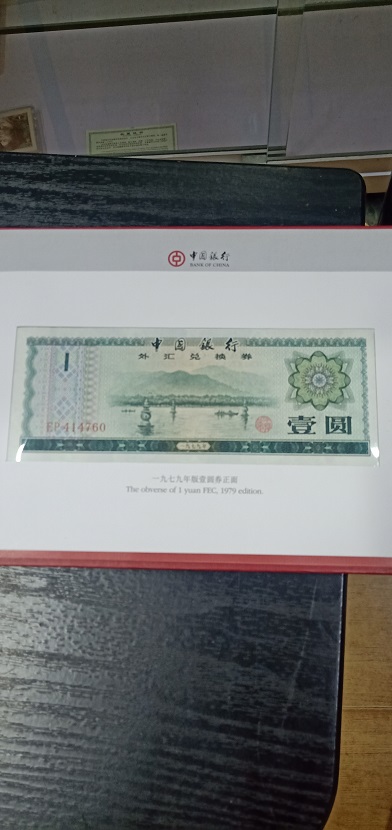 中国银行
BANK OF CHINA
中国银行
外汇兑换券
1
EP414760
壹圆
一九七九年
一九七九年版壹圆券正面
The obverse of 1 yuan FEC, 1979 edition.